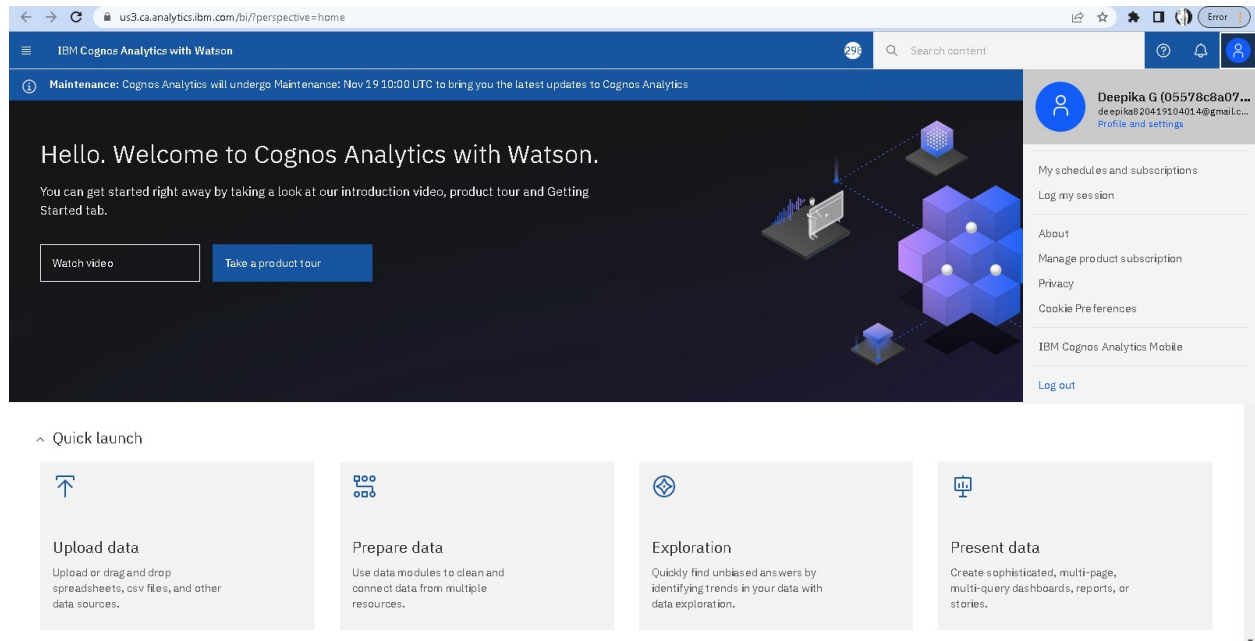 us3.ca.analytics.ibm.com/bi/?perspective=home
Error
IBM Cognos Analytics with Watson
Search content
Maintenance: Cognos Analytics will undergo Maintenance: Nov 19 10:00 UTC to bring you the latest updates to Cognos Analytics
Deepika G (05578c8a07...
deepika820419104014@gmail.c...
Profile and settings
Hello. Welcome to Cognos Analytics with Watson.
You can get started right away by taking a look at our introduction video, product tour and Getting
Started tab.
Watch video
Take a product tour
My schedules and subscriptions
Log my session
About
Manage product subscription
Privacy
Cookie Preferences
IBM Cognos Analytics Mobile
Log out
Quick launch
Upload data
Upload or drag and drop
spreadsheets, csv files, and other
data sources.
Prepare data
Use data modules to clean and
connect data from multiple
resources.
Exploration
Quickly find unbiased answers by
identifying trends in your data with
data exploration.
Present data
Create sophisticated, multi-page,
multi-query dashboards, reports, or
stories.